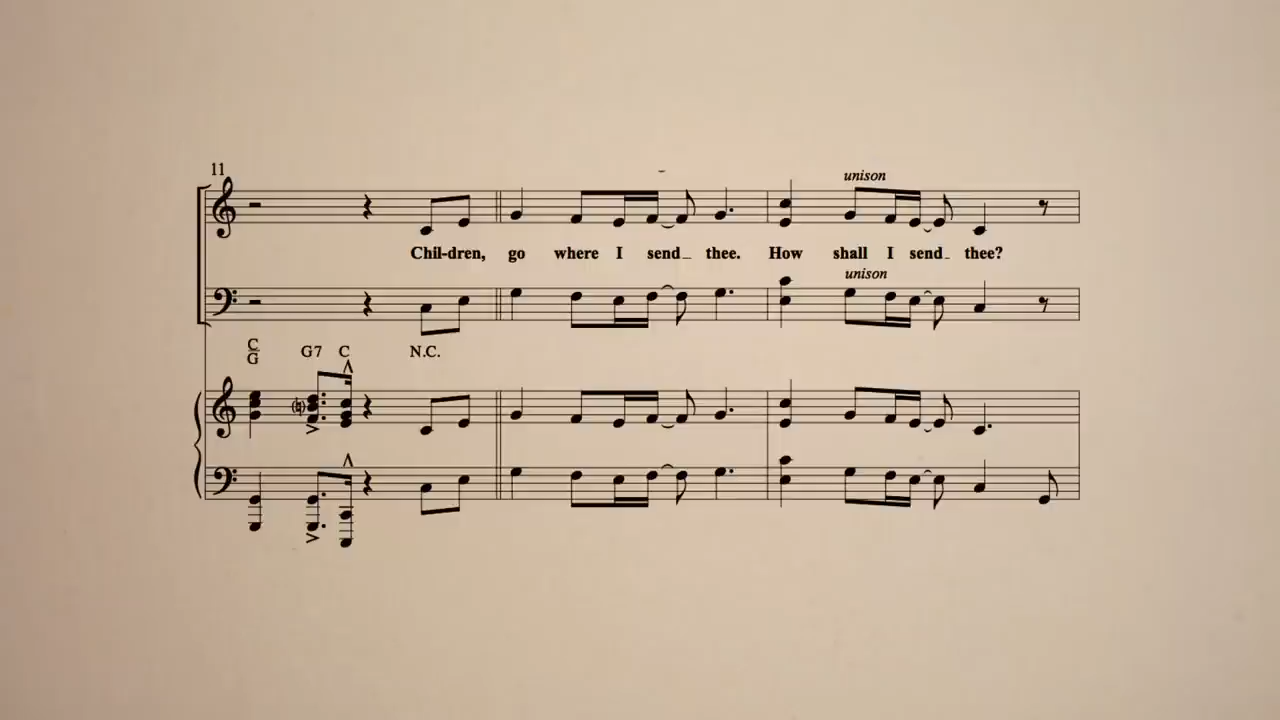 11
unison
Chil-dren, go where I send_ thee. How shall I send_ thee?
unison
C
G G7 C N.C.